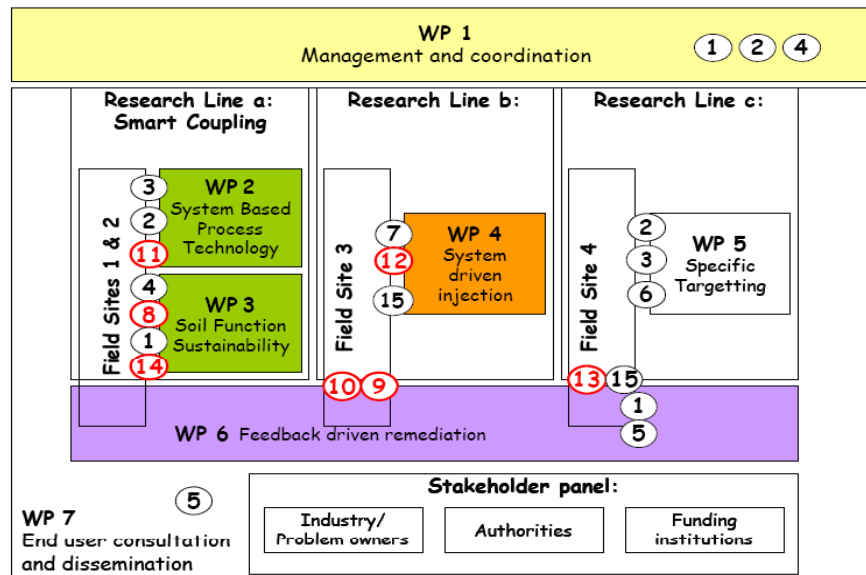 WP 1
Management and coordination
1 2 4
Research Line a:
Smart Coupling
Research Line b:
Research Line c:
Field Sites 1 & 2
3
2
11
4
8
1
14
WP 2
System Based
Process
Technology
WP 3
Soil Function
Sustainability
Field Site 3
7
12
15
WP 4
System
driven
injection
10 9
Field Site 4
2
3
6
WP 5
Specific
Targetting
13 15
1
5
WP 6 Feedback driven remediation
5
WP 7
End user consultation
and dissemination
Stakeholder panel:
Industry/
Problem owners
Authorities
Funding
institutions